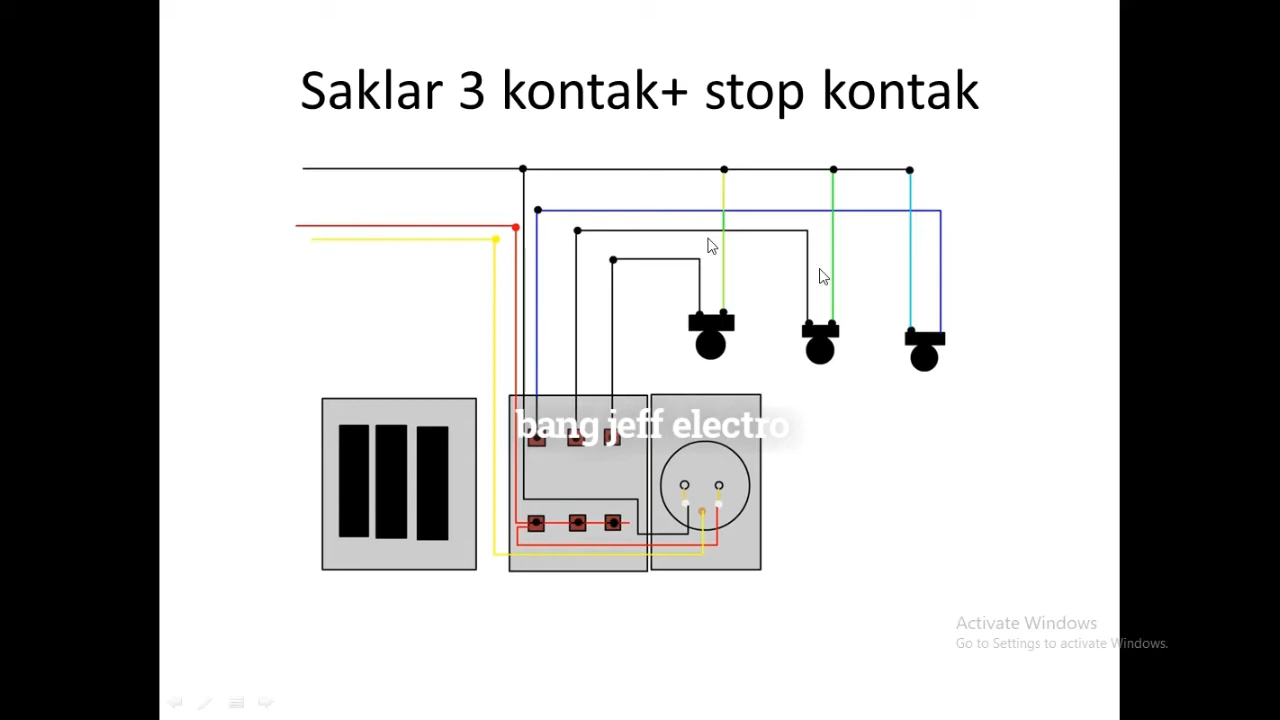 Saklar 3 kontak+ stop kontak
bang jeff electro
Activate Windows
Go to Settings to activate Windows.